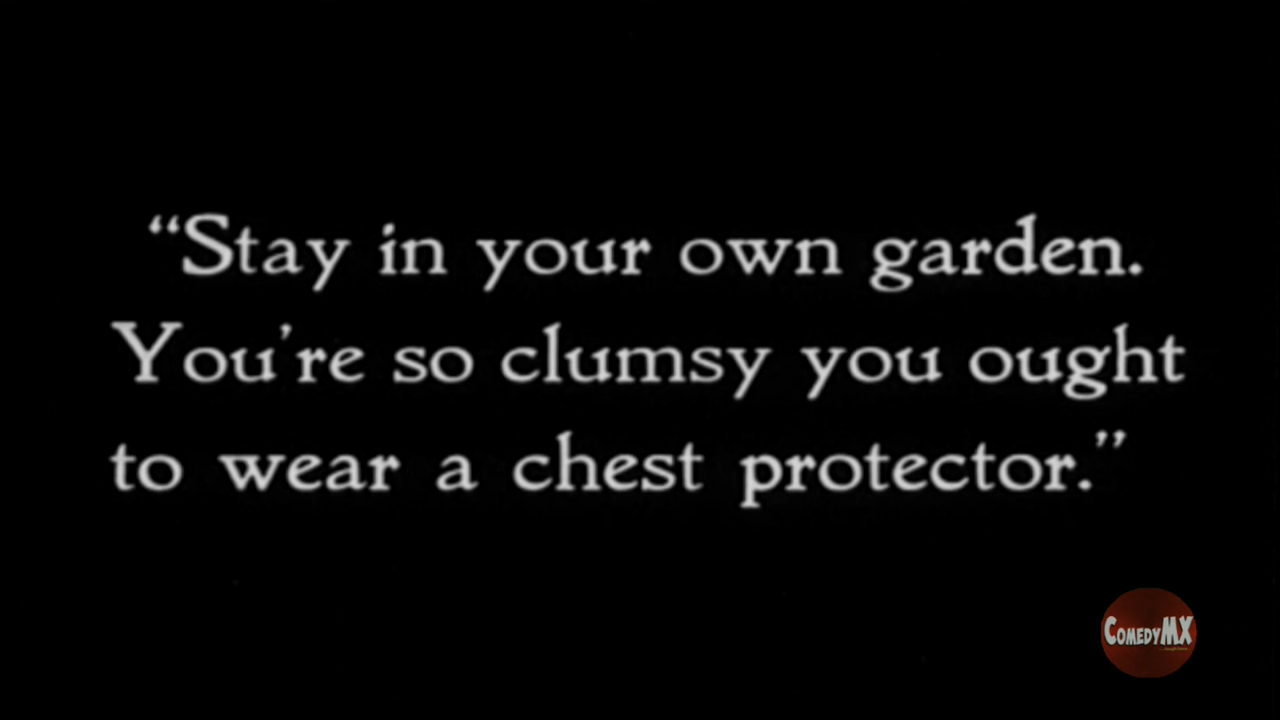 “Stay in your own garden.
You're so clumsy you ought
to wear a chest protector.”
COMEDYMX